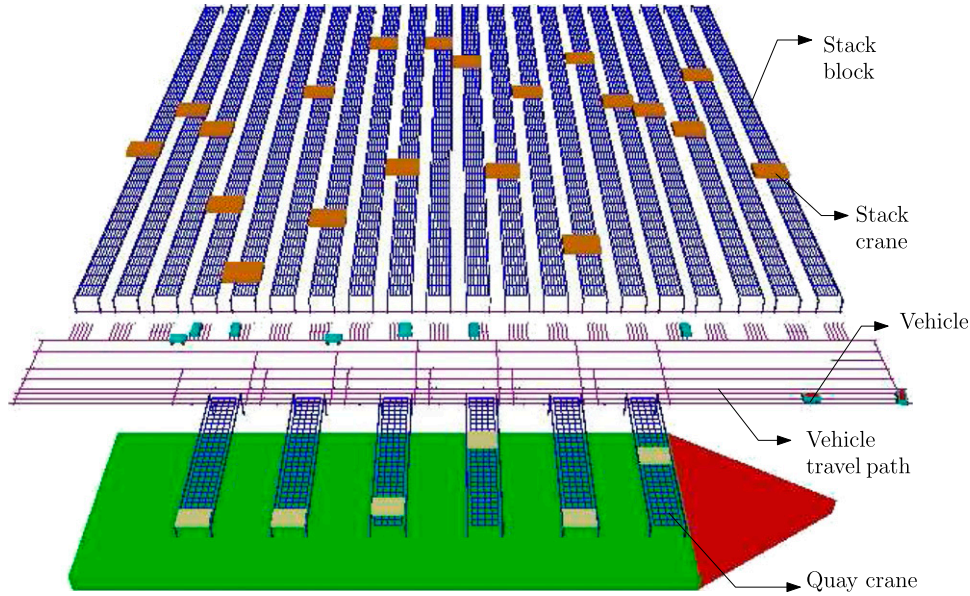 Stack
block
Stack
crane
Vehicle
Vehicle
travel path
Quay crane